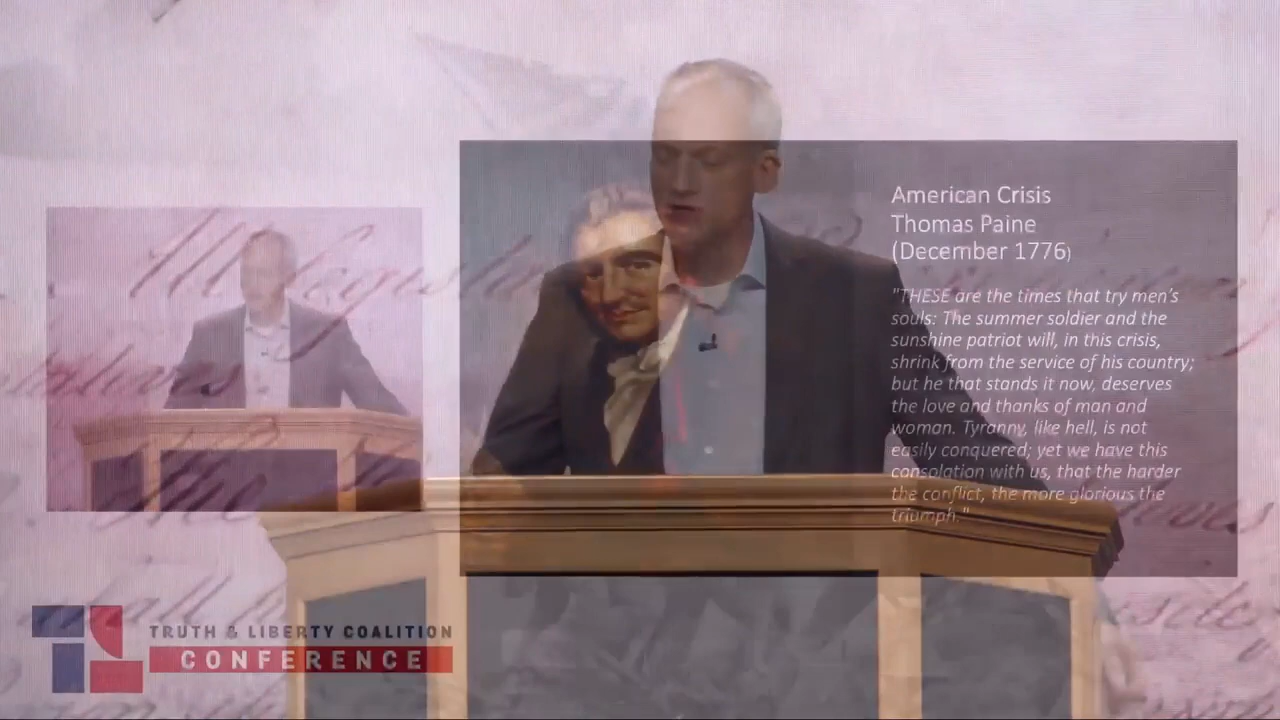 American Crisis
Thomas Paine
(December 1776)
"THESE are the times that try men's
souls: The summer soldier and the
sunshine patriot will, in this crisis,
shrink from the service of his country;
but he that stands it now, deserves
the love and thanks of man and
woman. Tyranny, like hell, is not
easily conquered; yet we have this
consolation with us, that the harder
the conflict, the more glorious the
triumph."
TRUTH & LIBERTY COALITION
CONFERENCE